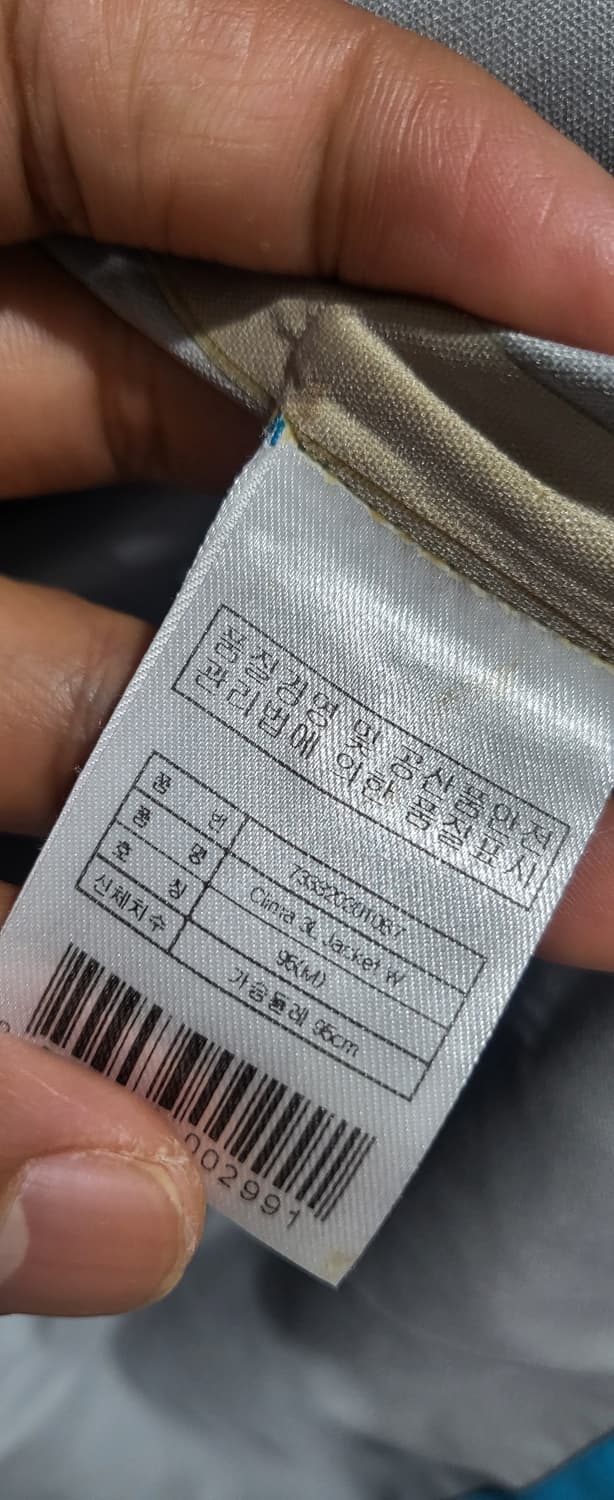 품질경영 및 공산품안전
관리법에 의한 품질표시
품 번
품 명 Cima 3L Jacket W
호 칭 95(M)
신체치수 가슴둘레 95cm
002991